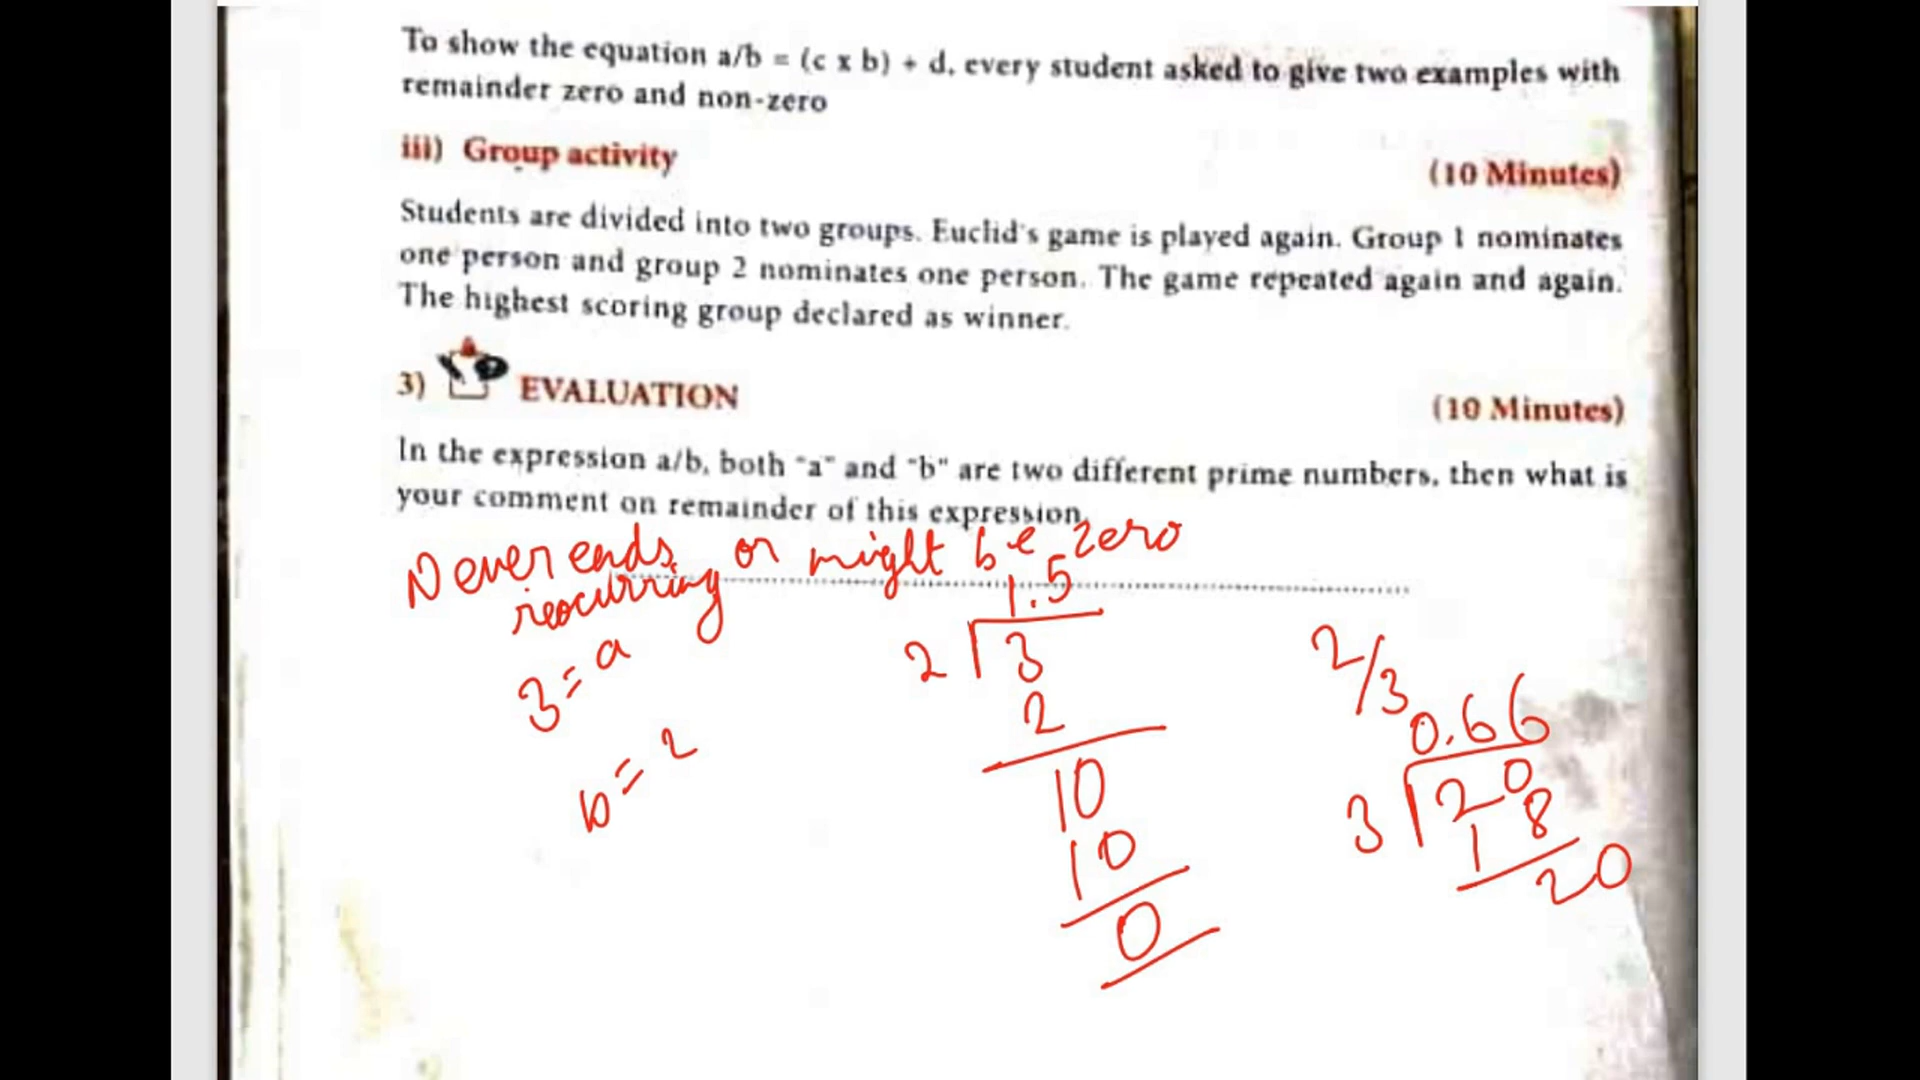 To show the equation a/b = (c x b) + d, every student asked to give two examples with
remainder zero and non-zero
iii) Group activity (10 Minutes)
Students are divided into two groups. Euclid's game is played again. Group 1 nominates
one person and group 2 nominates one person. The game repeated again and again.
The highest scoring group declared as winner.
3) EVALUATION (10 Minutes)
In the expression a/b, both "a" and "b" are two different prime numbers, then what is
your comment on remainder of this expression.
Never ends or might be zero
reocurring
3 = a
b = 2
1.5
2 3
2
10
10
0
2/3
0.66
3 20
18
20